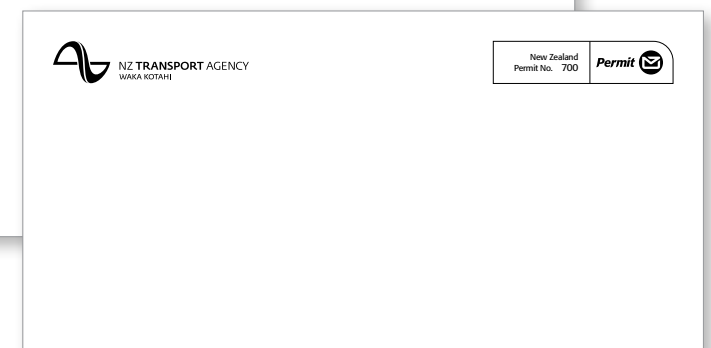 NZ TRANSPORT AGENCY
WAKA KOTAHI
New Zealand
Permit No. 700
Permit